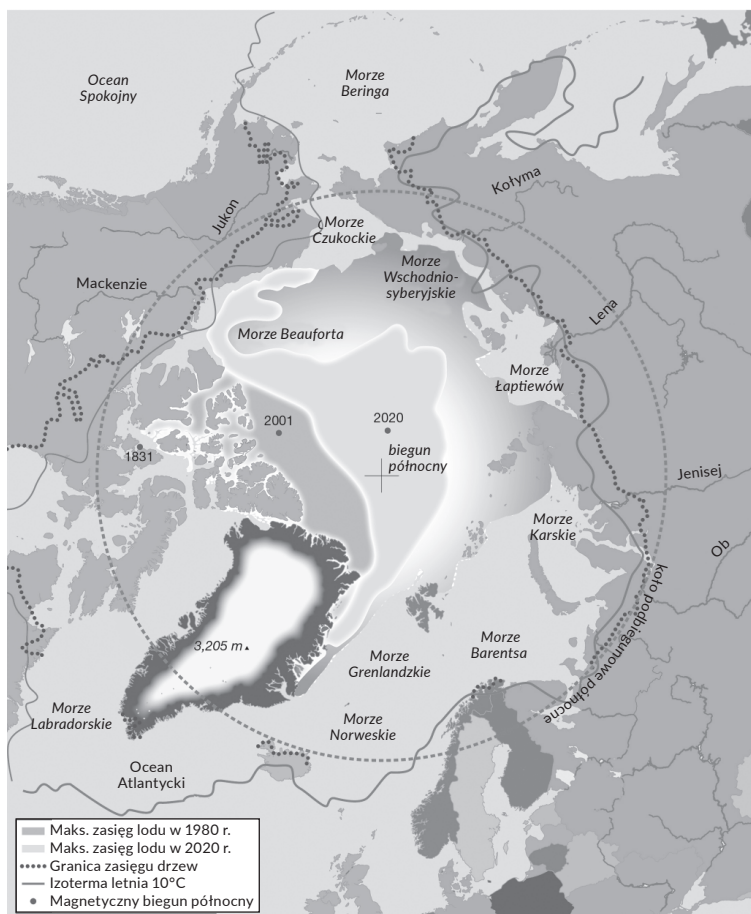 Ocean
Spokojny
Morze
Beringa
Kołyma
Jukon
Morze
Czukockie
Morze
Wschodnio-
syberyjskie
Mackenzie
Lena
Morze Beauforta
Morze
Łaptiewów
2001
2020
1831
biegun
północny
Jenisej
Morze
Karskie
Ob
koło podbiegunowe północne
3,205 m
Morze
Barentsa
Morze
Grenlandzkie
Morze
Labradorskie
Morze
Norweskie
Ocean
Atlantycki
Maks. zasięg lodu w 1980 r.
Maks. zasięg lodu w 2020 r.
Granica zasięgu drzew
Izoterma letnia 10°C
Magnetyczny biegun północny